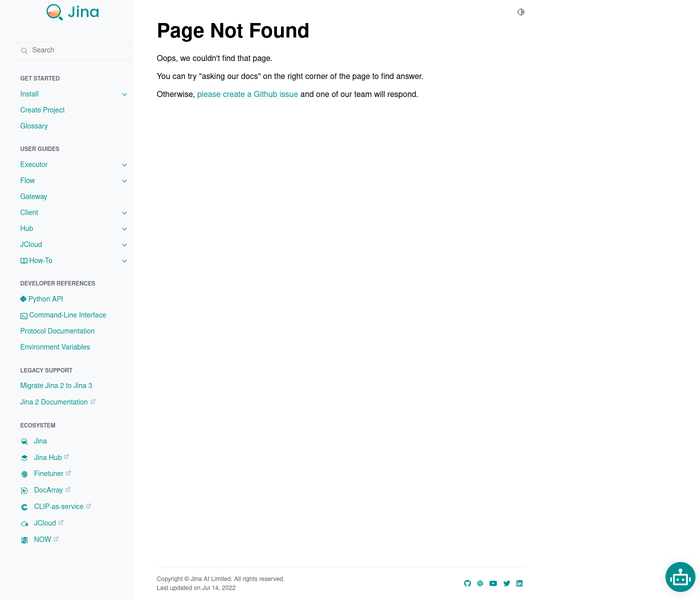 Jina
Search
GET STARTED
Install
Create Project
Glossary
USER GUIDES
Executor
Flow
Gateway
Client
Hub
JCloud
How-To
DEVELOPER REFERENCES
Python API
Command-Line Interface
Protocol Documentation
Environment Variables
LEGACY SUPPORT
Migrate Jina 2 to Jina 3
Jina 2 Documentation
ECOSYSTEM
Jina
Jina Hub
Finetuner
DocArray
CLIP-as-service
JCloud
NOW
Page Not Found
Oops, we couldn't find that page.
You can try "asking our docs" on the right corner of the page to find answer.
Otherwise, please create a Github issue and one of our team will respond.
Copyright © Jina AI Limited. All rights reserved.
Last updated on Jul 14, 2022